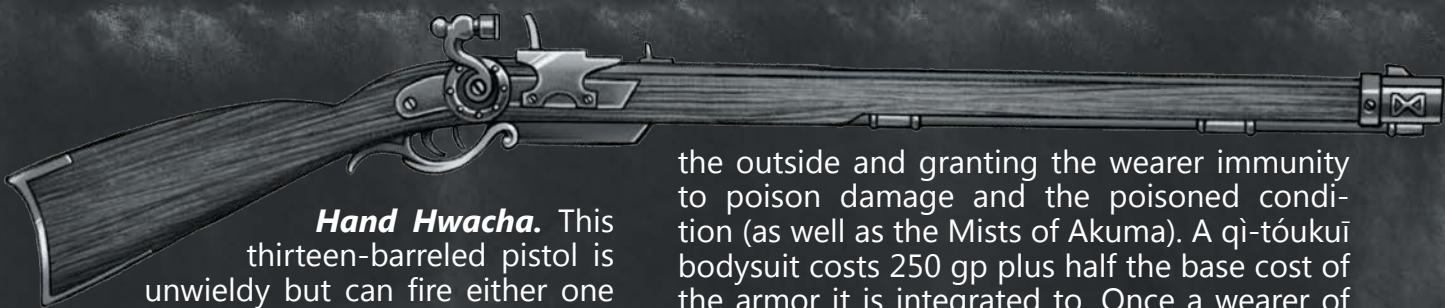 Hand Hwacha. This
thirteen-barreled pistol is
unwieldy but can fire either one
the outside and granting the wearer immunity
to poison damage and the poisoned condi-
tion (as well as the Mists of Akuma). A qì-tóukuī
bodysuit costs 250 gp plus half the base cost of
the armor it is integrated to. Once a wearer of